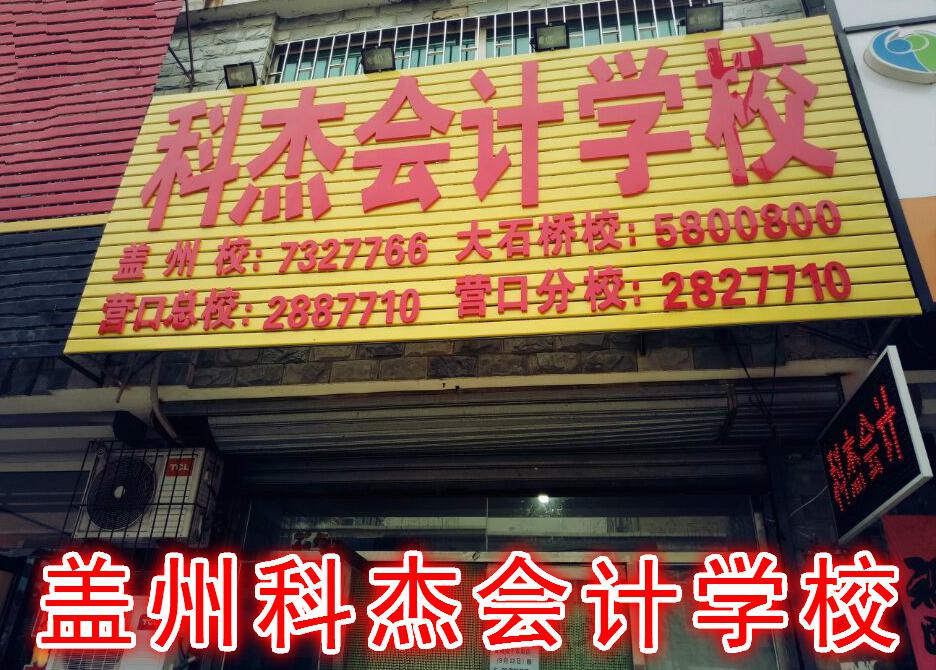 科杰会计学校
盖州校：7327766 大石桥校：5800800
营口总校：2887710 营口分校：2827710
科杰会计
TCL
盖州科杰会计学校